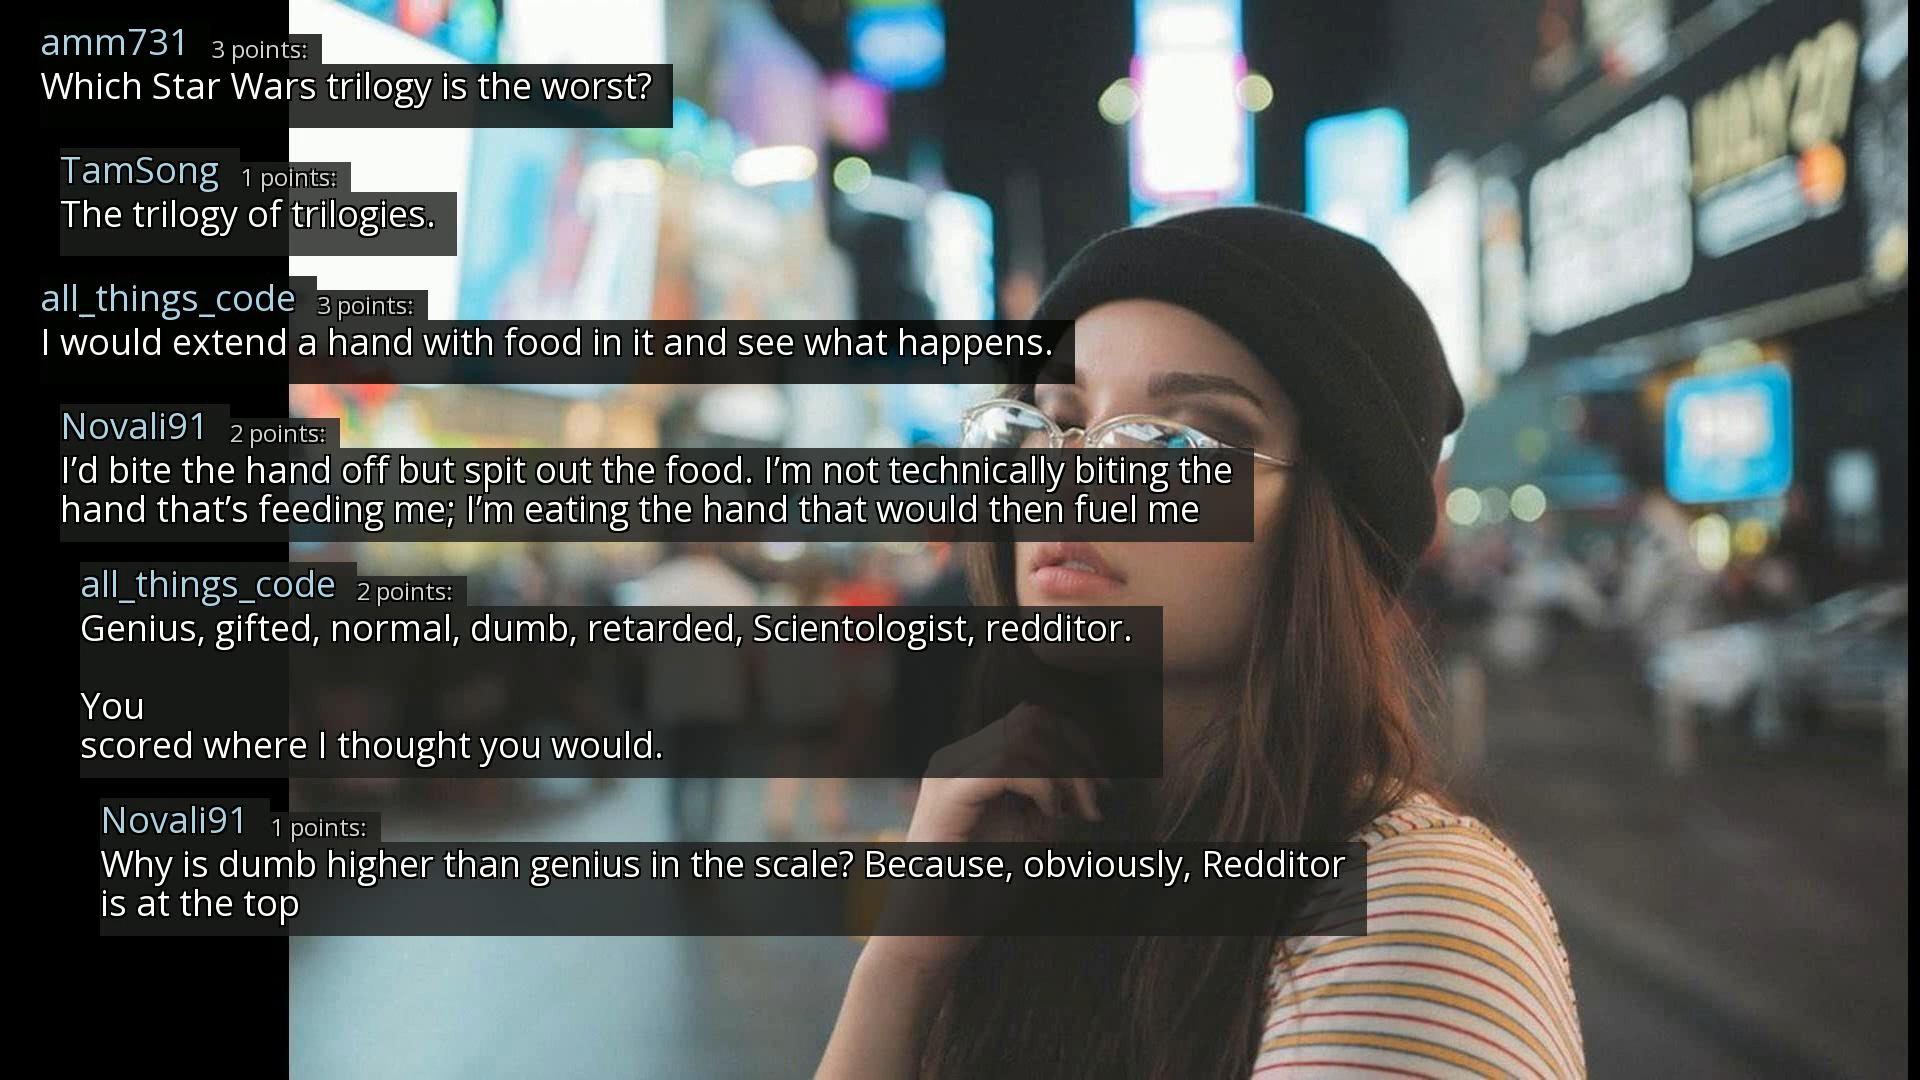 amm731 3 points:
Which Star Wars trilogy is the worst?
TamSong 1 points:
The trilogy of trilogies.
all_things_code 3 points:
I would extend a hand with food in it and see what happens.
Novali91 2 points:
I’d bite the hand off but spit out the food. I’m not technically biting the
hand that’s feeding me; I’m eating the hand that would then fuel me
all_things_code 2 points:
Genius, gifted, normal, dumb, retarded, Scientologist, redditor.
You
scored where I thought you would.
Novali91 1 points:
Why is dumb higher than genius in the scale? Because, obviously, Redditor
is at the top